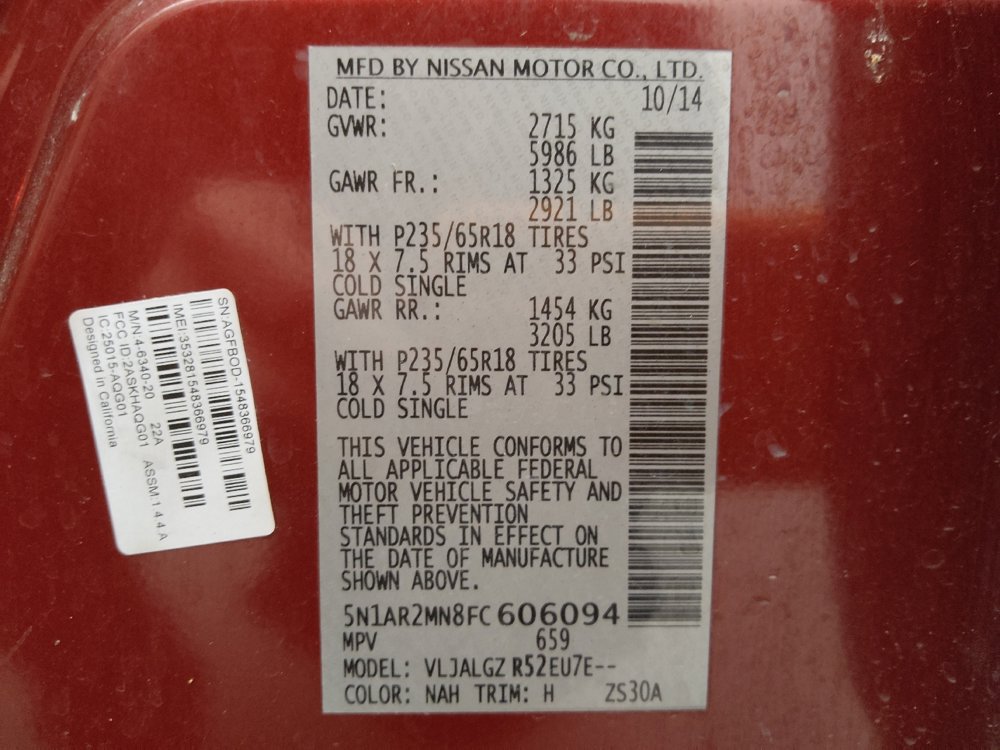 MFD BY NISSAN MOTOR CO., LTD.
DATE: 10/14
GVWR: 2715 KG
5986 LB
GAWR FR.: 1325 KG
2921 LB
WITH P235/65R18 TIRES
18 X 7.5 RIMS AT 33 PSI
COLD SINGLE
GAWR RR.: 1454 KG
3205 LB
WITH P235/65R18 TIRES
18 X 7.5 RIMS AT 33 PSI
COLD SINGLE
THIS VEHICLE CONFORMS TO
ALL APPLICABLE FEDERAL
MOTOR VEHICLE SAFETY AND
THEFT PREVENTION
STANDARDS IN EFFECT ON
THE DATE OF MANUFACTURE
SHOWN ABOVE.
5N1AR2MN8FC 606094
MPV 659
MODEL: VLJALGZ R52EU7E--
COLOR: NAH TRIM: H ZS30A
SN:AGFBOD-1548366979
IMEI:353281548366979
M/N:4-6340-20 22A
FCC ID:2ASKHAQG01 ASSM.1 4 4 A
IC:25015-AQG01
Designed in California